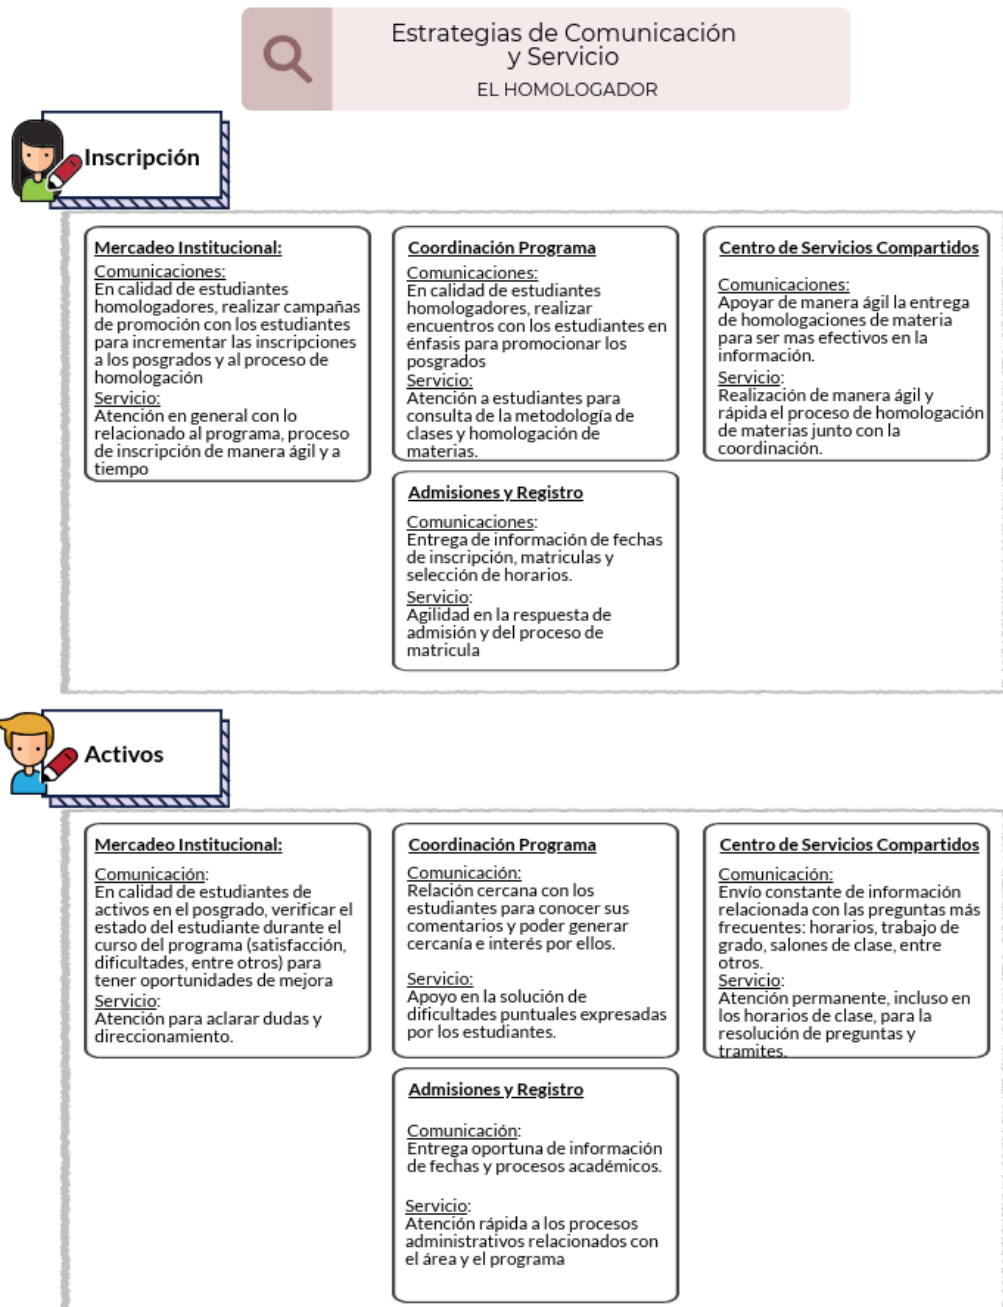 Estrategias de Comunicación
y Servicio
EL HOMOLOGADOR
Inscripción
Mercadeo Institucional:
Comunicaciones:
En calidad de estudiantes
homologadores, realizar campañas
de promoción con los estudiantes
para incrementar las inscripciones
a los posgrados y al proceso de
homologación
Servicio:
Atención en general con lo
relacionado al programa, proceso
de inscripción de manera ágil y a
tiempo
Coordinación Programa
Comunicaciones:
En calidad de estudiantes
homologadores, realizar
encuentros con los estudiantes en
énfasis para promocionar los
posgrados
Servicio:
Atención a estudiantes para
consulta de la metodología de
clases y homologación de
materias.
Centro de Servicios Compartidos
Comunicaciones:
Apoyar de manera ágil la entrega
de homologaciones de materia
para ser mas efectivos en la
información.
Servicio:
Realización de manera ágil y
rápida el proceso de homologación
de materias junto con la
coordinación.
Admisiones y Registro
Comunicaciones:
Entrega de información de fechas
de inscripción, matriculas y
selección de horarios.
Servicio:
Agilidad en la respuesta de
admisión y del proceso de
matricula
Activos
Mercadeo Institucional:
Comunicación:
En calidad de estudiantes de
activos en el posgrado, verificar el
estado del estudiante durante el
curso del programa (satisfacción,
dificultades, entre otros) para
tener oportunidades de mejora
Servicio:
Atención para aclarar dudas y
direccionamiento.
Coordinación Programa
Comunicación:
Relación cercana con los
estudiantes para conocer sus
comentarios y poder generar
cercanía e interés por ellos.
Servicio:
Apoyo en la solución de
dificultades puntuales expresadas
por los estudiantes.
Centro de Servicios Compartidos
Comunicación:
Envío constante de información
relacionada con las preguntas más
frecuentes: horarios, trabajo de
grado, salones de clase, entre
otros.
Servicio:
Atención permanente, incluso en
los horarios de clase, para la
resolución de preguntas y
tramites.
Admisiones y Registro
Comunicación:
Entrega oportuna de información
de fechas y procesos académicos.
Servicio:
Atención rápida a los procesos
administrativos relacionados con
el área y el programa